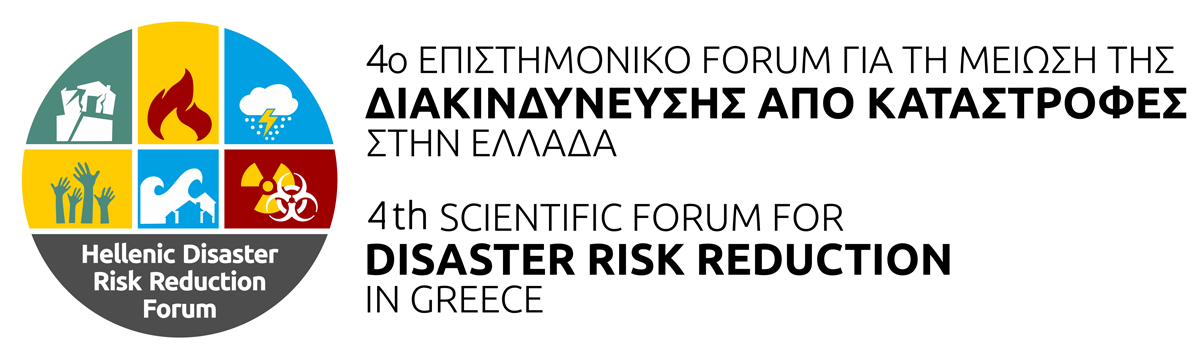 Hellenic Disaster
Risk Reduction
Forum
4ο ΕΠΙΣΤΗΜΟΝΙΚΟ FORUM ΓΙΑ ΤΗ ΜΕΙΩΣΗ ΤΗΣ
ΔΙΑΚΙΝΔΥΝΕΥΣΗΣ ΑΠΟ ΚΑΤΑΣΤΡΟΦΕΣ
ΣΤΗΝ ΕΛΛΑΔΑ
4th SCIENTIFIC FORUM FOR
DISASTER RISK REDUCTION
IN GREECE